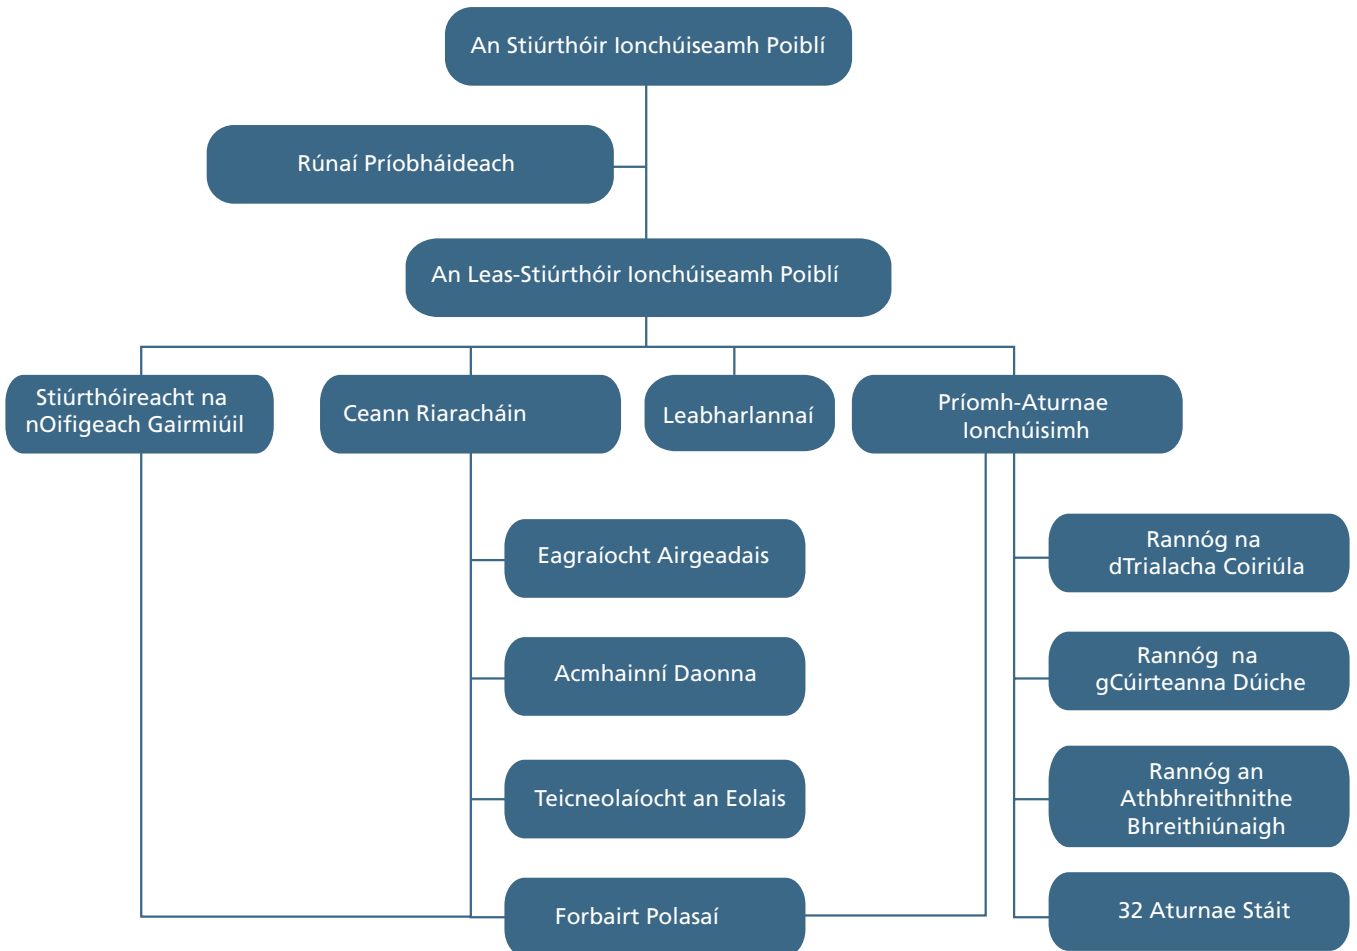 An Stiúrthóir Ionchúiseamh Poiblí
Rúnaí Príobháideach
An Leas-Stiúrthóir Ionchúiseamh Poiblí
Stiúrthóireacht na
nOifigeach Gairmiúil
Ceann Riaracháin
Leabharlannaí
Príomh-Aturnae
Ionchúisimh
Eagraíocht Airgeadais
Acmhainní Daonna
Teicneolaíocht an Eolais
Forbairt Polasaí
Rannóg na
dTrialacha Coiriúla
Rannóg na
gCúirteanna Dúiche
Rannóg an
Athbhreithnithe
Bhreithiúnaigh
32 Aturnae Stáit